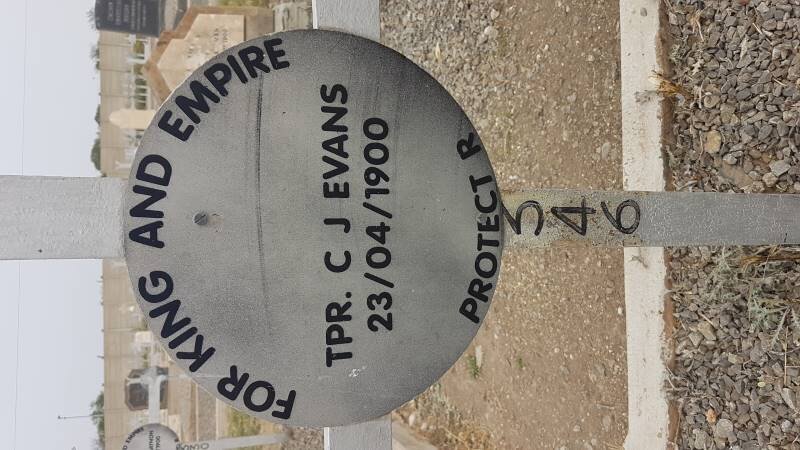 FOR KING AND EMPIRE
TPR. C J EVANS
23/04/1900
PROTECT R
546